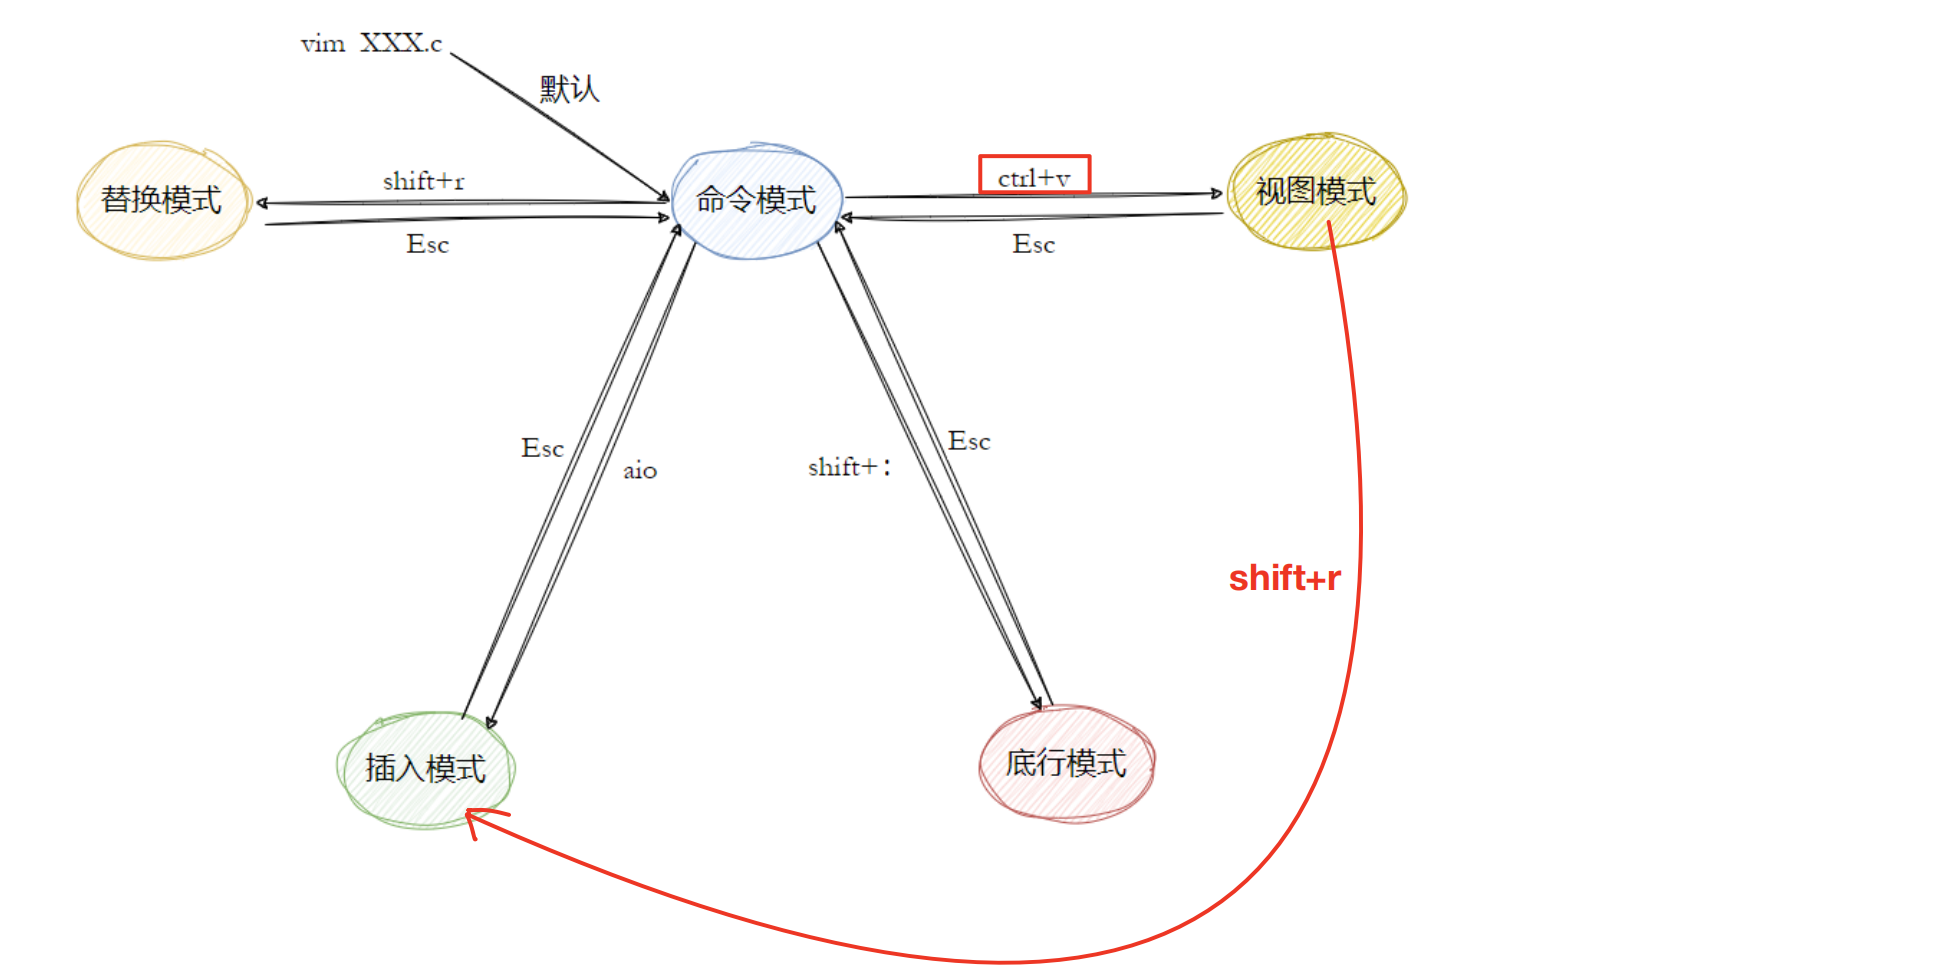 vim XXX.c
默认
替换模式
shift+r
Esc
命令模式
ctrl+v
Esc
视图模式
Esc
aio
shift+：
Esc
shift+r
插入模式
底行模式